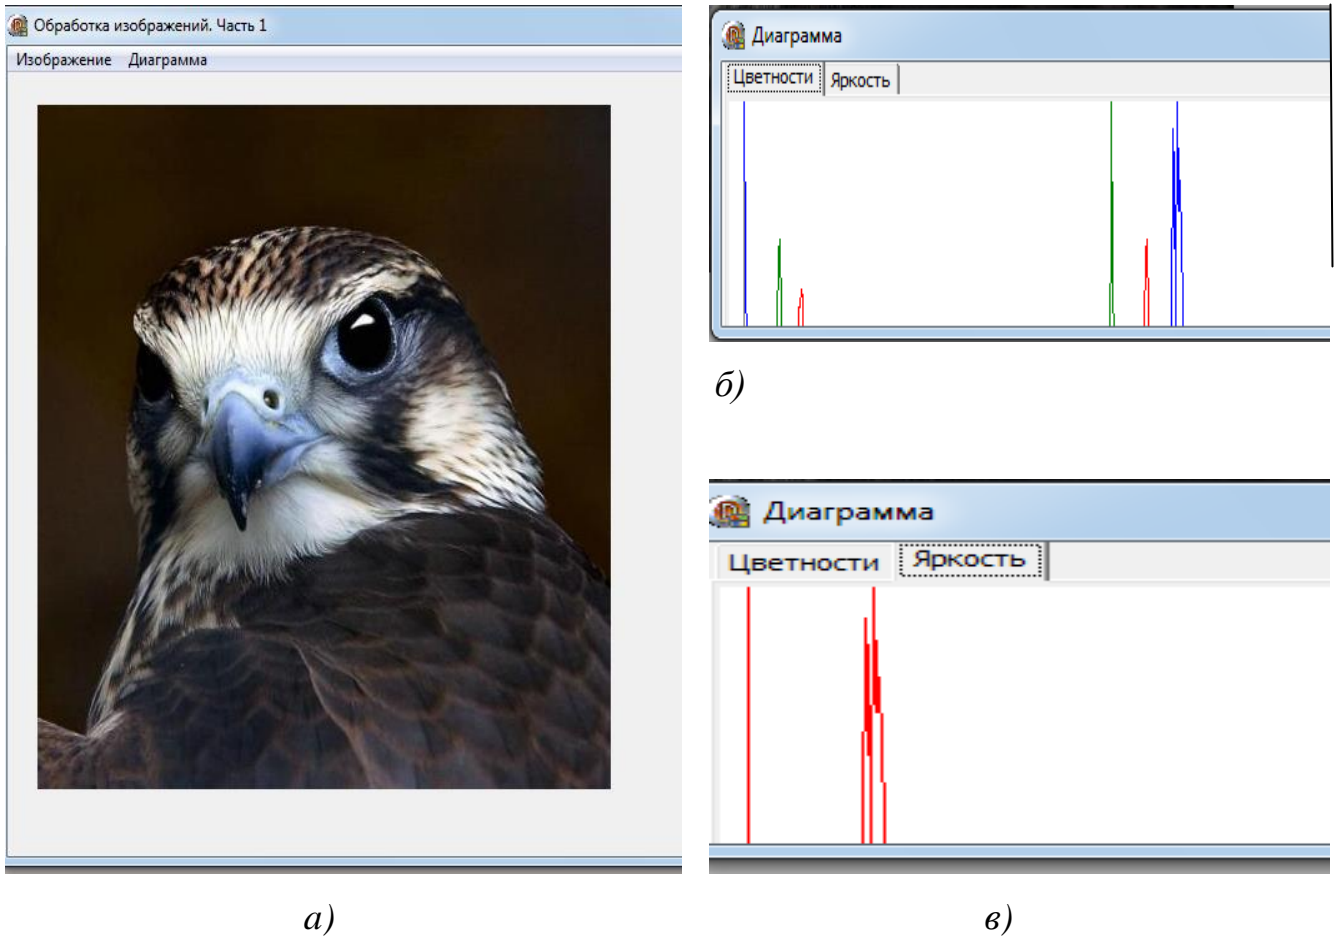 Обработка изображений. Часть 1
Изображение Диаграмма
Диаграмма
Цветности Яркость
б)
Диаграмма
Цветности Яркость
а)
в)